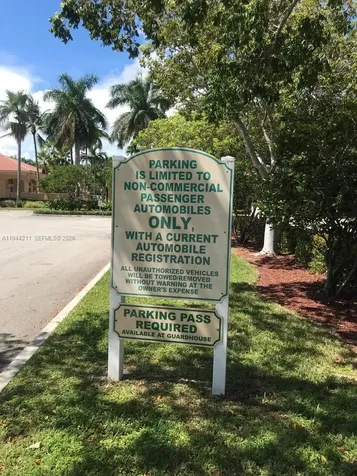 PARKING
IS LIMITED TO
NON-COMMERCIAL
PASSENGER
AUTOMOBILES
ONLY,
WITH A CURRENT
AUTOMOBILE
REGISTRATION
ALL UNAUTHORIZED VEHICLES
WILL BE TOWED/REMOVED
WITHOUT WARNING AT THE
OWNER'S EXPENSE
PARKING PASS
REQUIRED
AVAILABLE AT GUARDHOUSE